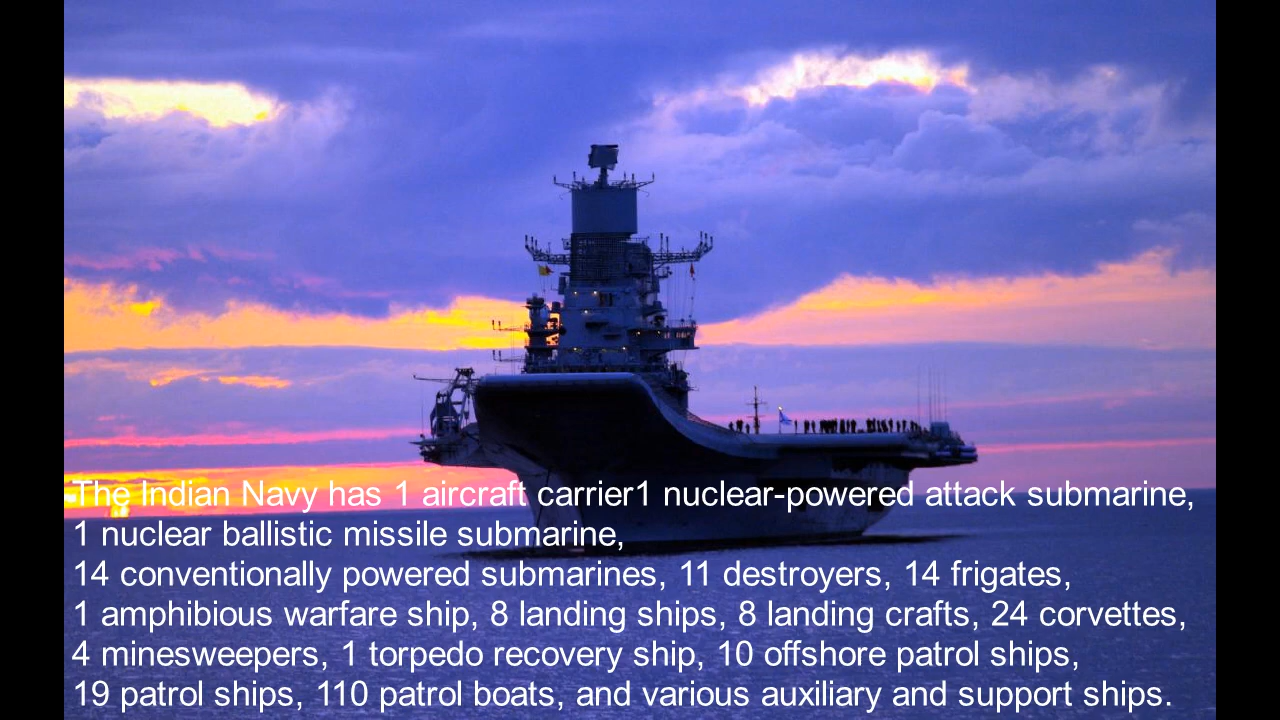 The Indian Navy has 1 aircraft carrier1 nuclear-powered attack submarine,
1 nuclear ballistic missile submarine,
14 conventionally powered submarines, 11 destroyers, 14 frigates,
1 amphibious warfare ship, 8 landing ships, 8 landing crafts, 24 corvettes,
4 minesweepers, 1 torpedo recovery ship, 10 offshore patrol ships,
19 patrol ships, 110 patrol boats, and various auxiliary and support ships.